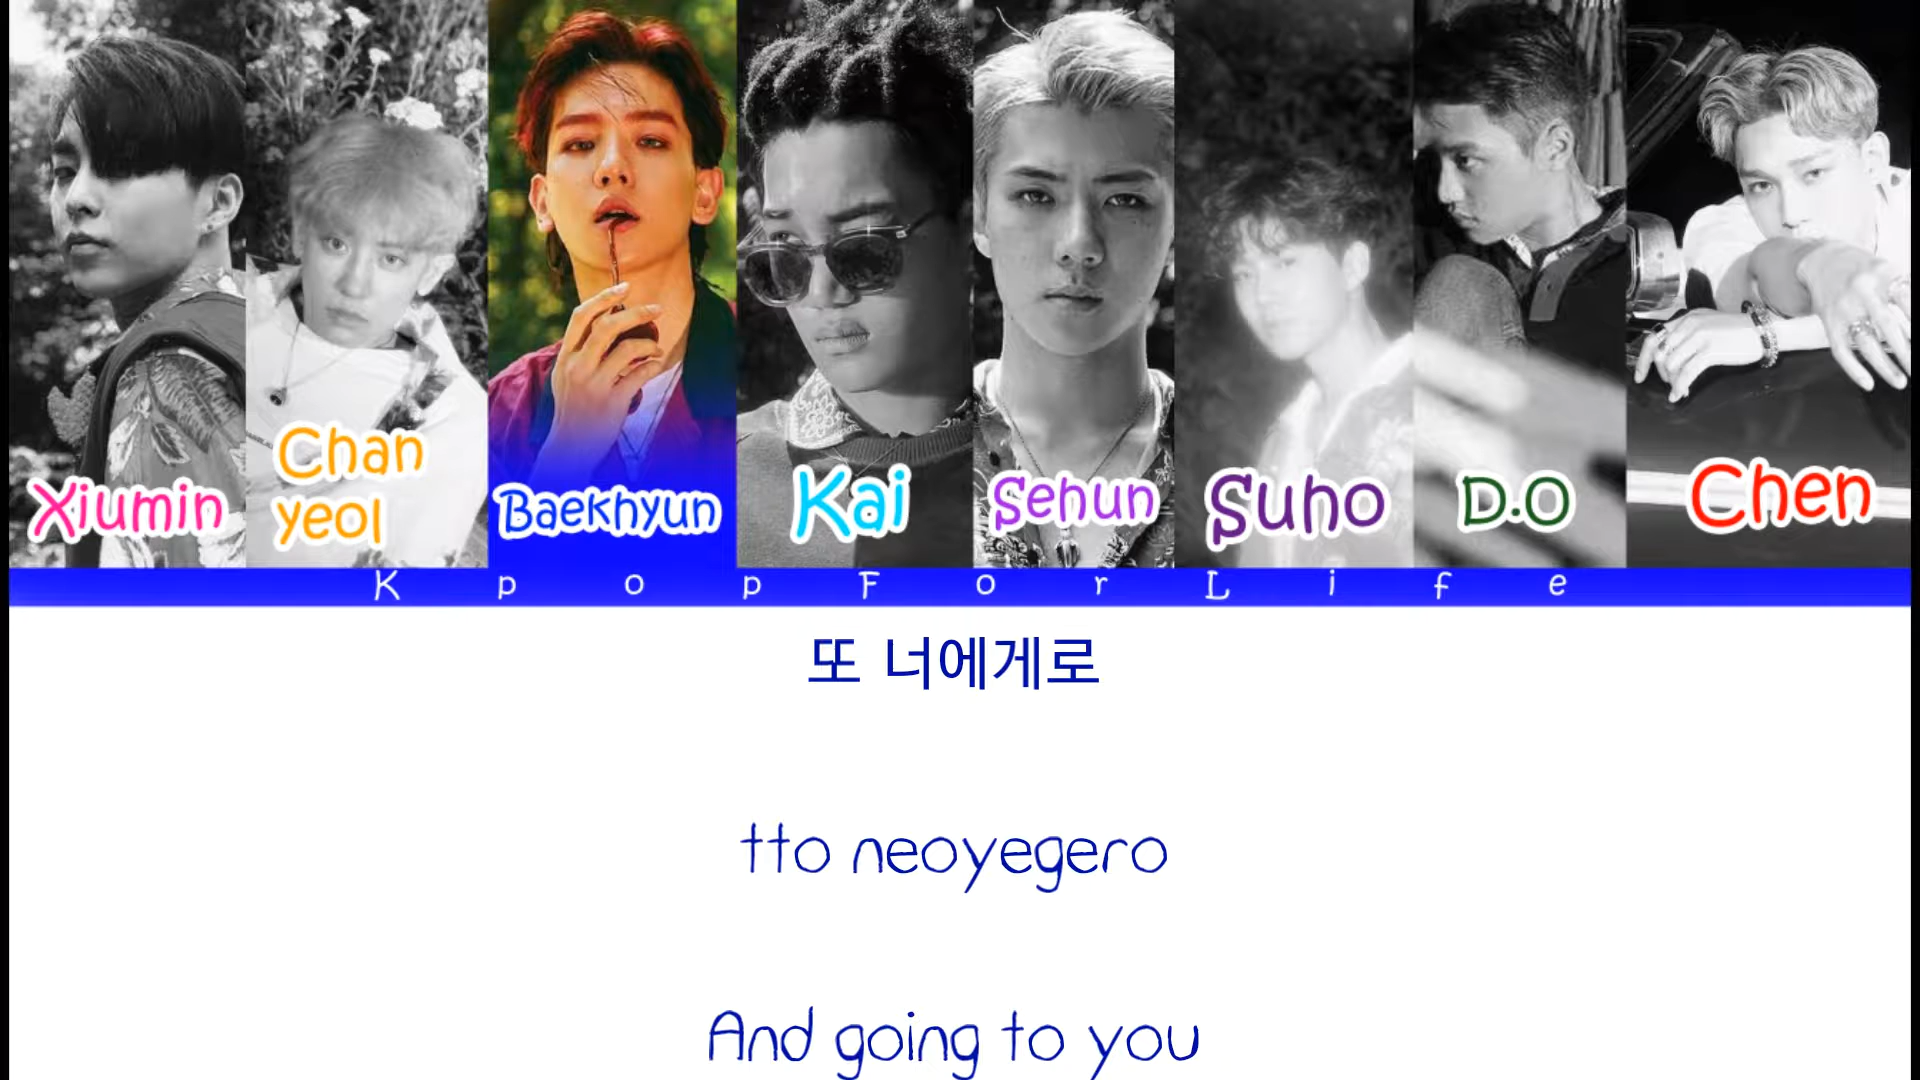 Xiumin
Chan
yeol
Baekhyun
Kai
Sehun
Suho
D.O
Chen
KpopForLife
또 너에게로
tto neoyegero
And going to you